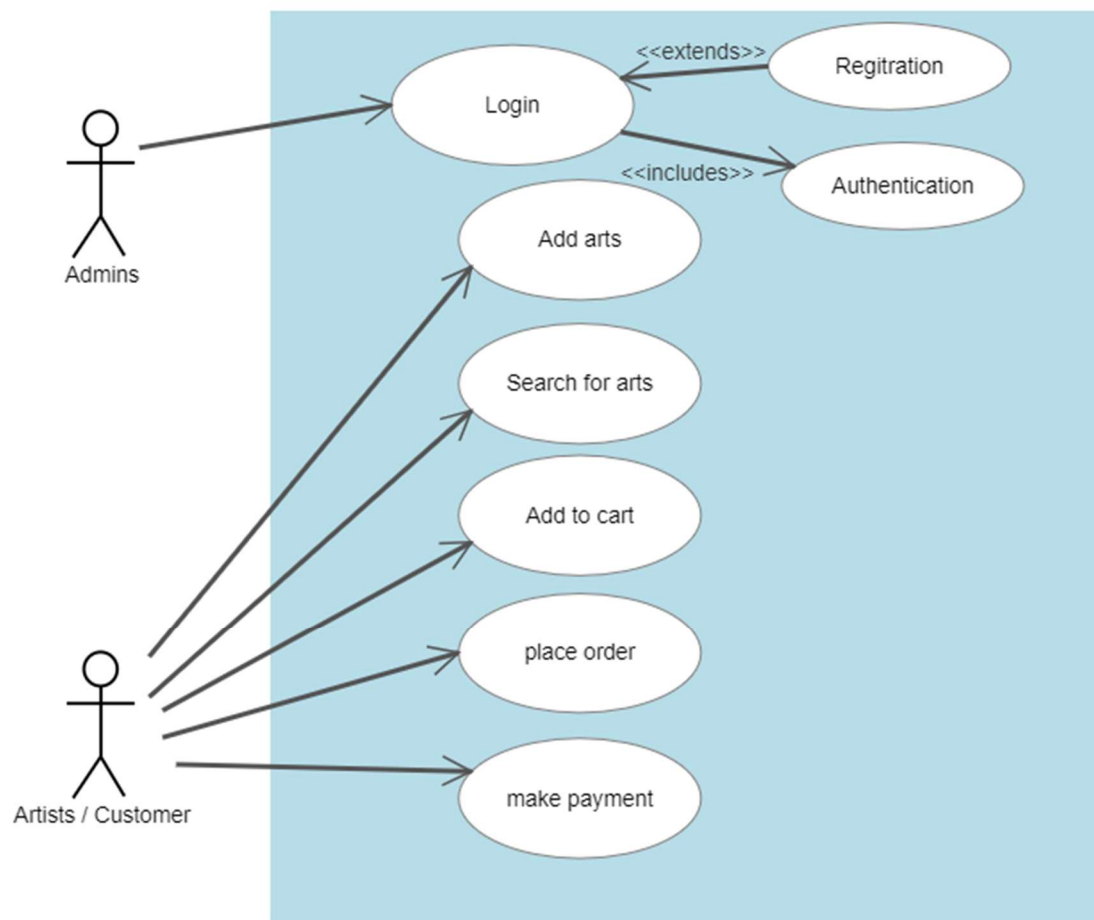 <<extends>>
Regitration
Login
<<includes>>
Authentication
Add arts
Admins
Search for arts
Add to cart
place order
make payment
Artists / Customer